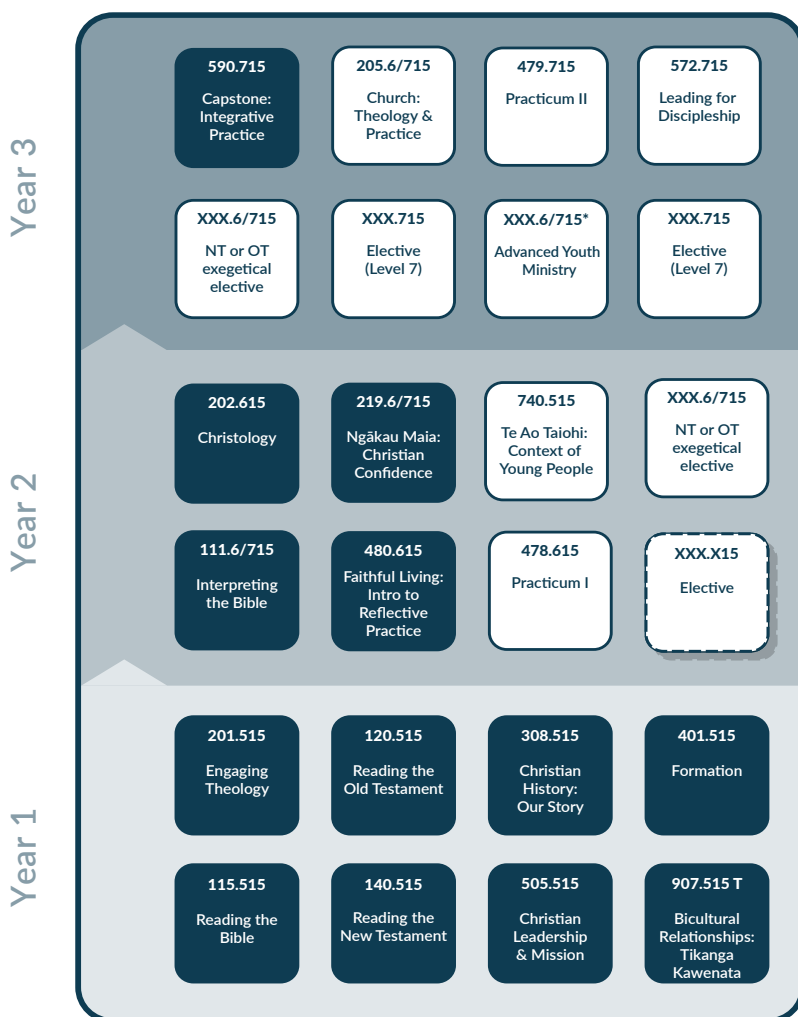 Year 3
590.715
Capstone:
Integrative
Practice
205.6/715
Church:
Theology &
Practice
479.715
Practicum II
572.715
Leading for
Discipleship
XXX.6/715
NT or OT
exegetical
elective
XXX.715
Elective
(Level 7)
XXX.6/715*
Advanced Youth
Ministry
XXX.715
Elective
(Level 7)
Year 2
202.615
Christology
219.6/715
Ngākau Maia:
Christian
Confidence
740.515
Te Ao Taiohi:
Context of
Young People
XXX.6/715
NT or OT
exegetical
elective
111.6/715
Interpreting
the Bible
480.615
Faithful Living:
Intro to
Reflective
Practice
478.615
Practicum I
XXX.X15
Elective
Year 1
201.515
Engaging
Theology
120.515
Reading the
Old Testament
308.515
Christian
History:
Our Story
401.515
Formation
115.515
Reading the
Bible
140.515
Reading the
New Testament
505.515
Christian
Leadership
& Mission
907.515 T
Bicultural
Relationships:
Tikanga
Kawenata